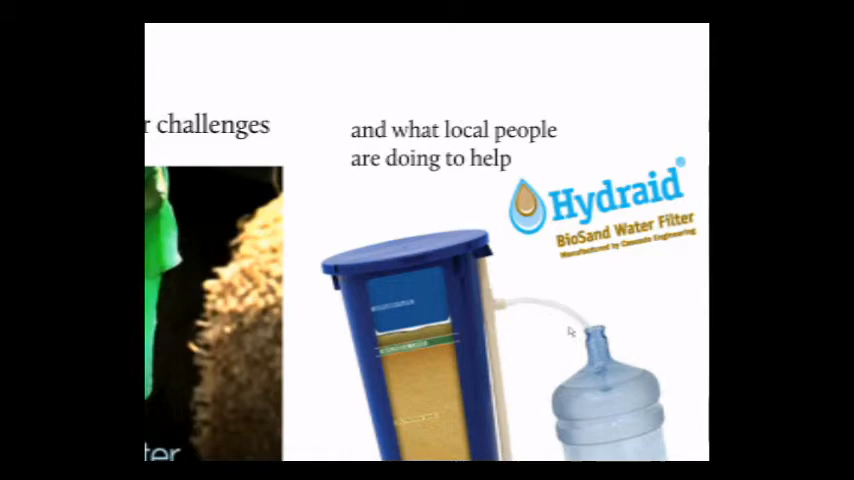 r challenges
and what local people
are doing to help
Hydraid®
BioSand Water Filter
Manufactured by Cascade Engineering
ter